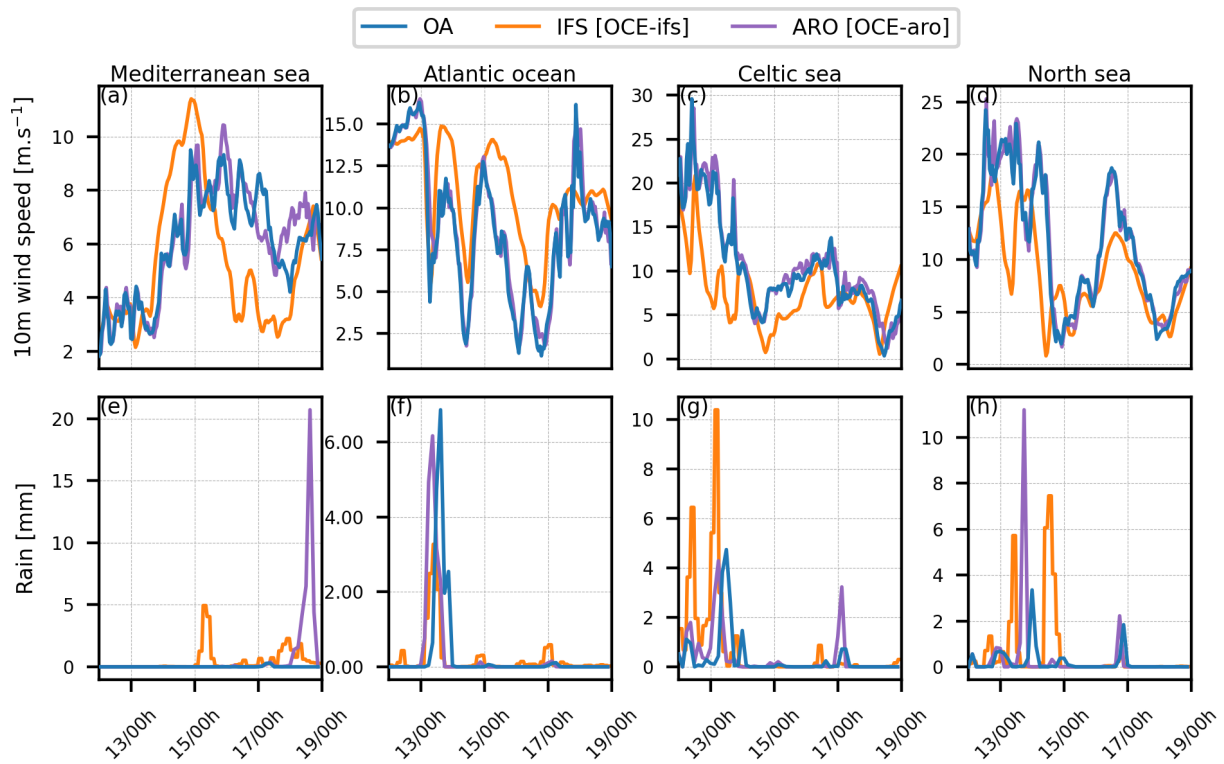 OA IFS [OCE-ifs] ARO [OCE-aro]
Mediterranean sea Atlantic ocean Celtic sea North sea
10m wind speed [m.s⁻¹]
(a)
10
8
6
4
2
(b)
15.0
12.5
10.0
7.5
5.0
2.5
(c)
30
25
20
15
10
5
0
(d)
25
20
15
10
5
0
Rain [mm]
(e)
20
15
10
5
0
(f)
6.00
4.00
2.00
0.00
(g)
10
8
6
4
2
0
(h)
10
8
6
4
2
0
13/00h 15/00h 17/00h 19/00h
13/00h 15/00h 17/00h 19/00h
13/00h 15/00h 17/00h 19/00h
13/00h 15/00h 17/00h 19/00h